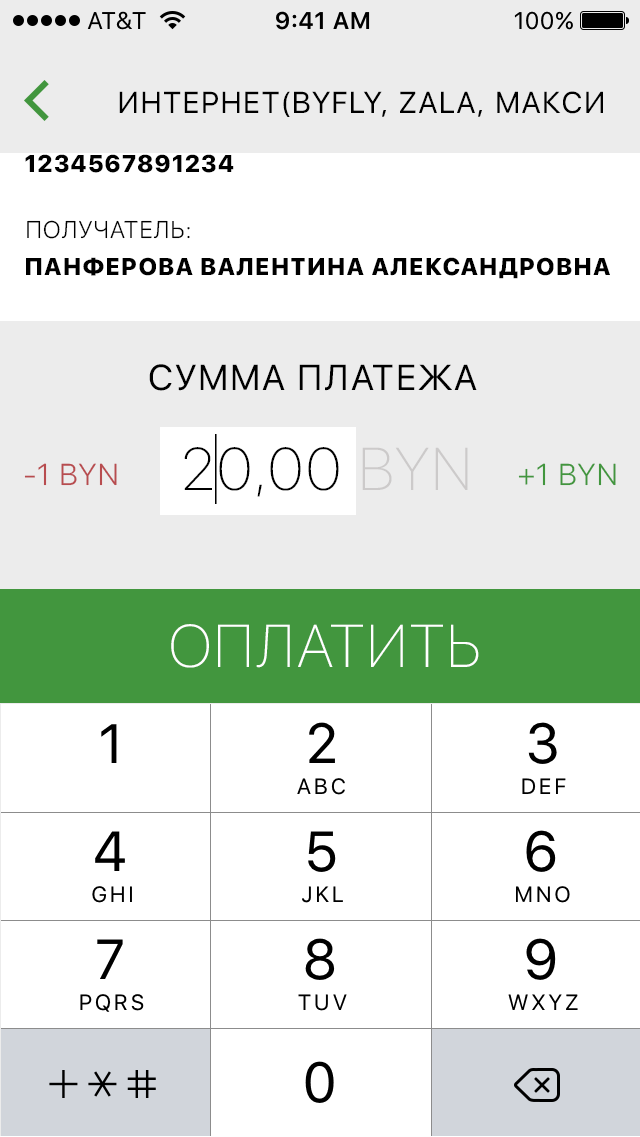 AT&T 9:41 AM 100%
ИНТЕРНЕТ(BYFLY, ZALA, МАКСИ
1234567891234
ПОЛУЧАТЕЛЬ:
ПАНФЕРОВА ВАЛЕНТИНА АЛЕКСАНДРОВНА
СУММА ПЛАТЕЖА
-1 BYN 20,00 BYN +1 BYN
ОПЛАТИТЬ
1 2 3
ABC DEF
4 5 6
GHI JKL MNO
7 8 9
PQRS TUV WXYZ
+*# 0